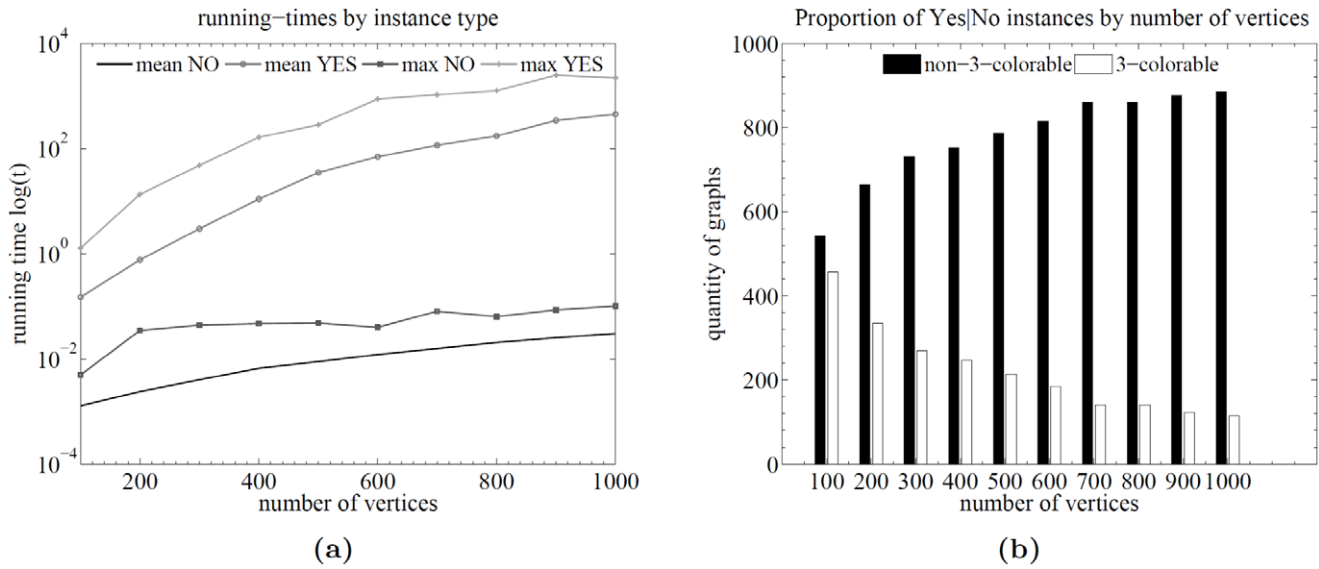 running-times by instance type
10^4
mean NO mean YES max NO max YES
10^2
10^0
10^-2
10^-4
running time log(t)
200 400 600 800 1000
number of vertices
(a)
Proportion of Yes|No instances by number of vertices
1000
non-3-colorable 3-colorable
800
600
400
200
0
quantity of graphs
100 200 300 400 500 600 700 800 900 1000
number of vertices
(b)